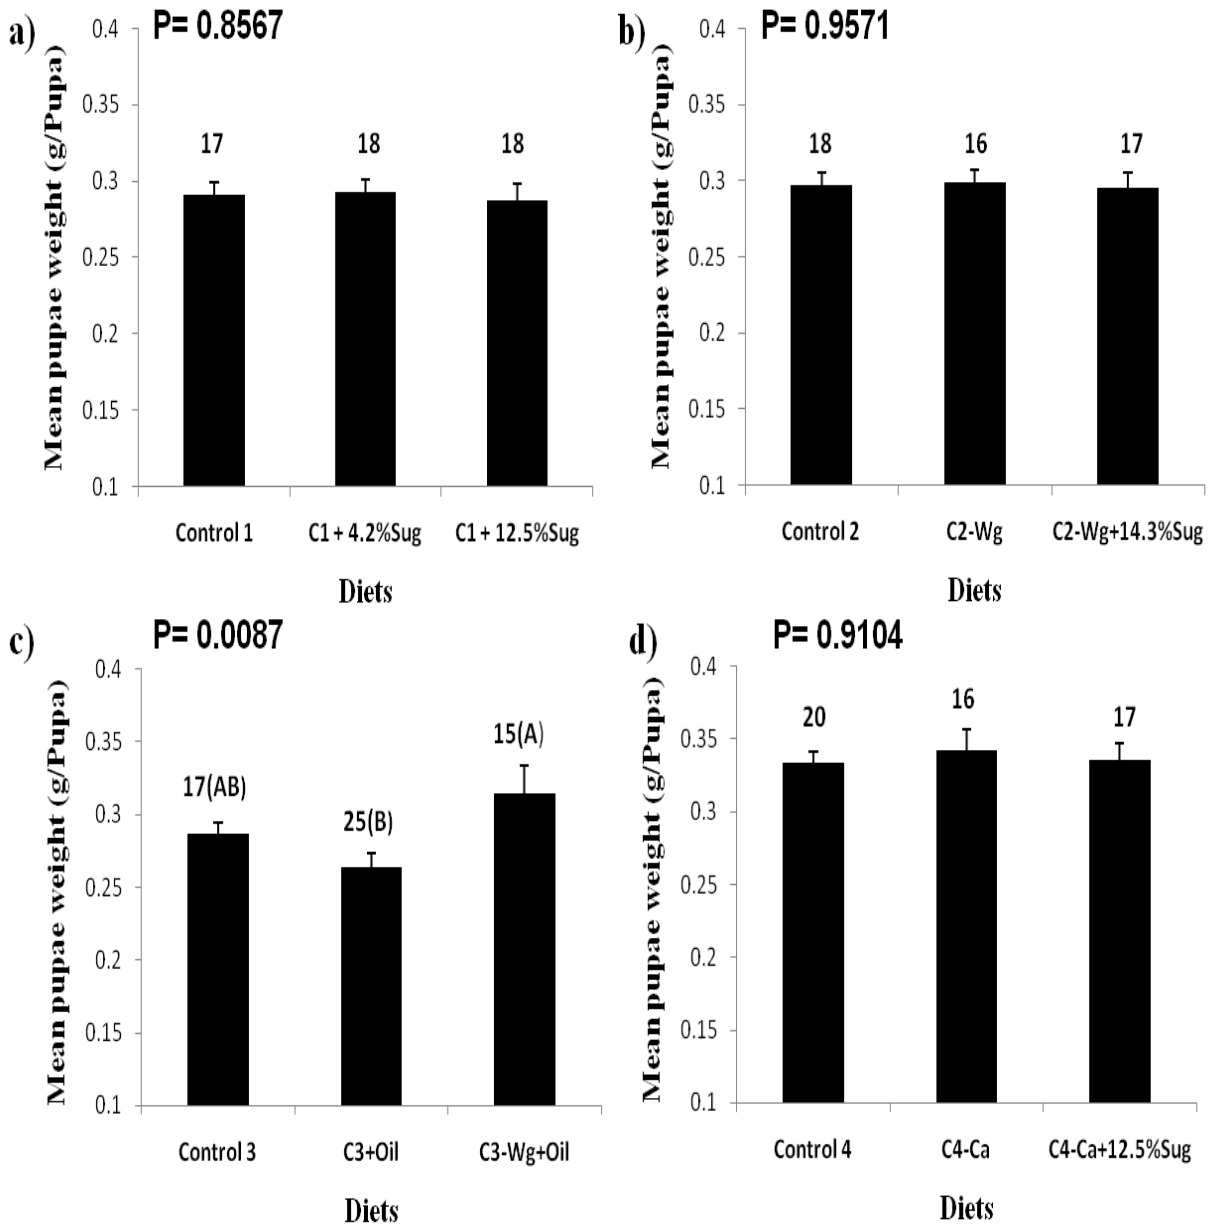 a) P= 0.8567
Mean pupae weight (g/Pupa)
0.4
0.35
0.3
0.25
0.2
0.15
0.1
17 18 18
Control 1 C1 + 4.2%Sug C1 + 12.5%Sug
Diets
b) P= 0.9571
Mean pupae weight (g/Pupa)
0.4
0.35
0.3
0.25
0.2
0.15
0.1
18 16 17
Control 2 C2-Wg C2-Wg+14.3%Sug
Diets
c) P= 0.0087
Mean pupae weight (g/Pupa)
0.4
0.35
0.3
0.25
0.2
0.15
0.1
17(AB) 25(B) 15(A)
Control 3 C3+Oil C3-Wg+Oil
Diets
d) P= 0.9104
Mean pupae weight (g/Pupa)
0.4
0.35
0.3
0.25
0.2
0.15
0.1
20 16 17
Control 4 C4-Ca C4-Ca+12.5%Sug
Diets